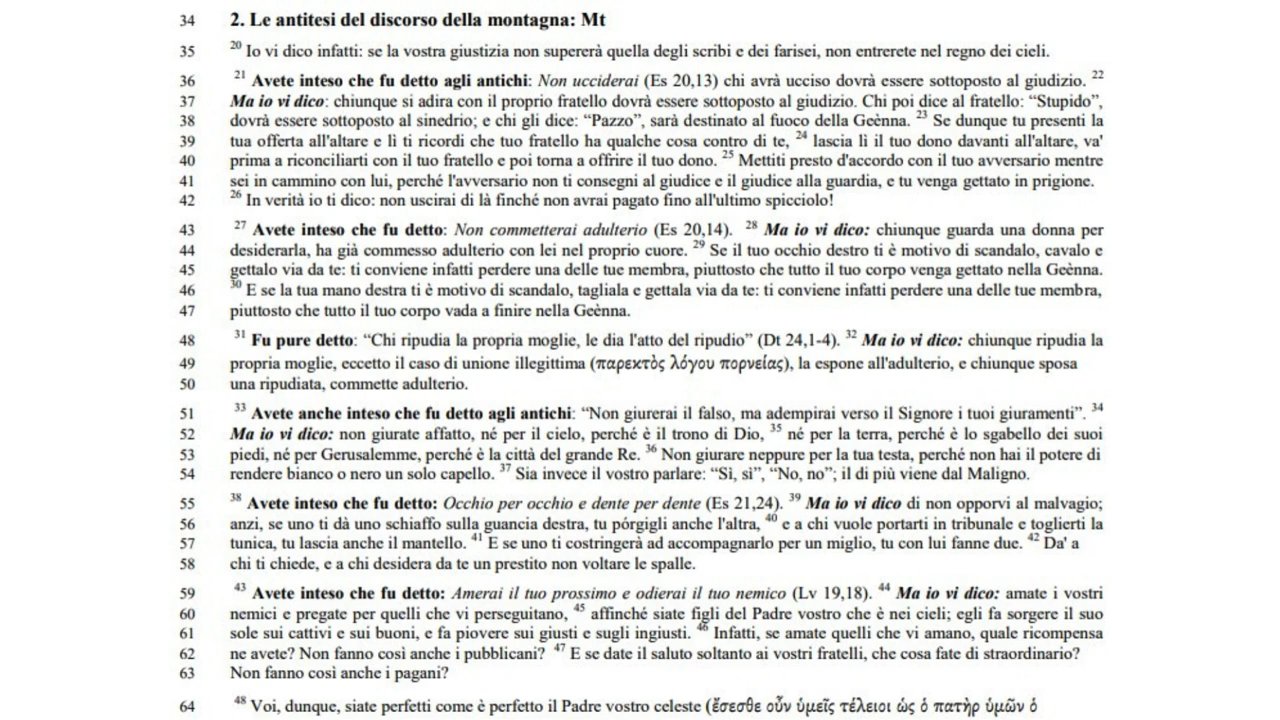 34 2. Le antitesi del discorso della montagna: Mt
35 20 Io vi dico infatti: se la vostra giustizia non supererà quella degli scribi e dei farisei, non entrerete nel regno dei cieli.
36 21 Avete inteso che fu detto agli antichi: Non ucciderai (Es 20,13) chi avrà ucciso dovrà essere sottoposto al giudizio. 22
37 Ma io vi dico: chiunque si adira con il proprio fratello dovrà essere sottoposto al giudizio. Chi poi dice al fratello: “Stupido”,
38 dovrà essere sottoposto al sinedrio; e chi gli dice: “Pazzo”, sarà destinato al fuoco della Geènna. 23 Se dunque tu presenti la
39 tua offerta all'altare e lì ti ricordi che tuo fratello ha qualche cosa contro di te, 24 lascia lì il tuo dono davanti all'altare, va'
40 prima a riconciliarti con il tuo fratello e poi torna a offrire il tuo dono. 25 Mettiti presto d'accordo con il tuo avversario mentre
41 sei in cammino con lui, perché l'avversario non ti consegni al giudice e il giudice alla guardia, e tu venga gettato in prigione.
42 26 In verità io ti dico: non uscirai di là finché non avrai pagato fino all'ultimo spicciolo!
43 27 Avete inteso che fu detto: Non commetterai adulterio (Es 20,14). 28 Ma io vi dico: chiunque guarda una donna per
44 desiderarla, ha già commesso adulterio con lei nel proprio cuore. 29 Se il tuo occhio destro ti è motivo di scandalo, cavalo e
45 gettalo via da te: ti conviene infatti perdere una delle tue membra, piuttosto che tutto il tuo corpo venga gettato nella Geènna.
46 30 E se la tua mano destra ti è motivo di scandalo, tagliala e gettala via da te: ti conviene infatti perdere una delle tue membra,
47 piuttosto che tutto il tuo corpo vada a finire nella Geènna.
48 31 Fu pure detto: “Chi ripudia la propria moglie, le dia l'atto del ripudio” (Dt 24,1-4). 32 Ma io vi dico: chiunque ripudia la
49 propria moglie, eccetto il caso di unione illegittima (παρεκτὸς λόγου πορνείας), la espone all'adulterio, e chiunque sposa
50 una ripudiata, commette adulterio.
51 33 Avete anche inteso che fu detto agli antichi: “Non giurerai il falso, ma adempirai verso il Signore i tuoi giuramenti”. 34
52 Ma io vi dico: non giurate affatto, né per il cielo, perché è il trono di Dio, 35 né per la terra, perché è lo sgabello dei suoi
53 piedi, né per Gerusalemme, perché è la città del grande Re. 36 Non giurare neppure per la tua testa, perché non hai il potere di
54 rendere bianco o nero un solo capello. 37 Sia invece il vostro parlare: “Sì, sì”, “No, no”; il di più viene dal Maligno.
55 38 Avete inteso che fu detto: Occhio per occhio e dente per dente (Es 21,24). 39 Ma io vi dico di non opporvi al malvagio;
56 anzi, se uno ti dà uno schiaffo sulla guancia destra, tu pórgigli anche l'altra, 40 e a chi vuole portarti in tribunale e toglierti la
57 tunica, tu lascia anche il mantello. 41 E se uno ti costringerà ad accompagnarlo per un miglio, tu con lui fanne due. 42 Da' a
58 chi ti chiede, e a chi desidera da te un prestito non voltare le spalle.
59 43 Avete inteso che fu detto: Amerai il tuo prossimo e odierai il tuo nemico (Lv 19,18). 44 Ma io vi dico: amate i vostri
60 nemici e pregate per quelli che vi perseguitano, 45 affinché siate figli del Padre vostro che è nei cieli; egli fa sorgere il suo
61 sole sui cattivi e sui buoni, e fa piovere sui giusti e sugli ingiusti. 46 Infatti, se amate quelli che vi amano, quale ricompensa
62 ne avete? Non fanno così anche i pubblicani? 47 E se date il saluto soltanto ai vostri fratelli, che cosa fate di straordinario?
63 Non fanno così anche i pagani?
64 48 Voi, dunque, siate perfetti come è perfetto il Padre vostro celeste (ἔσεσθε οὖν ὑμεῖς τέλειοι ὡς ὁ πατὴρ ὑμῶν ὁ